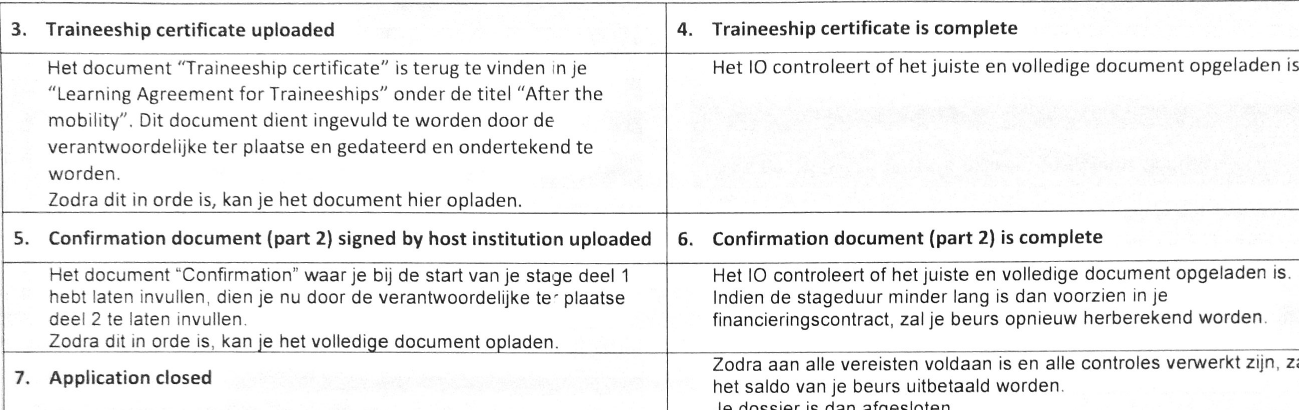 3. Traineeship certificate uploaded
Het document “Traineeship certificate” is terug te vinden in je
“Learning Agreement for Traineeships” onder de titel “After the
mobility”. Dit document dient ingevuld te worden door de
verantwoordelijke ter plaatse en gedateerd en ondertekend te
worden.
Zodra dit in orde is, kan je het document hier opladen.
4. Traineeship certificate is complete
Het IO controleert of het juiste en volledige document opgeladen is
5. Confirmation document (part 2) signed by host institution uploaded
Het document “Confirmation” waar je bij de start van je stage deel 1
hebt laten invullen, dien je nu door de verantwoordelijke ter plaatse
deel 2 te laten invullen.
Zodra dit in orde is, kan je het volledige document opladen.
6. Confirmation document (part 2) is complete
Het IO controleert of het juiste en volledige document opgeladen is.
Indien de stageduur minder lang is dan voorzien in je
financieringscontract, zal je beurs opnieuw herberekend worden.
7. Application closed
Zodra aan alle vereisten voldaan is en alle controles verwerkt zijn,
het saldo van je beurs uitbetaald worden.
Je dossier is dan afgesloten